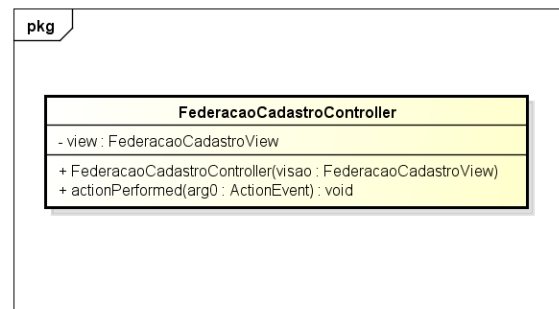 pkg
FederacaoCadastroController
- view : FederacaoCadastroView
+ FederacaoCadastroController(visao : FederacaoCadastroView)
+ actionPerformed(arg0 : ActionEvent) : void